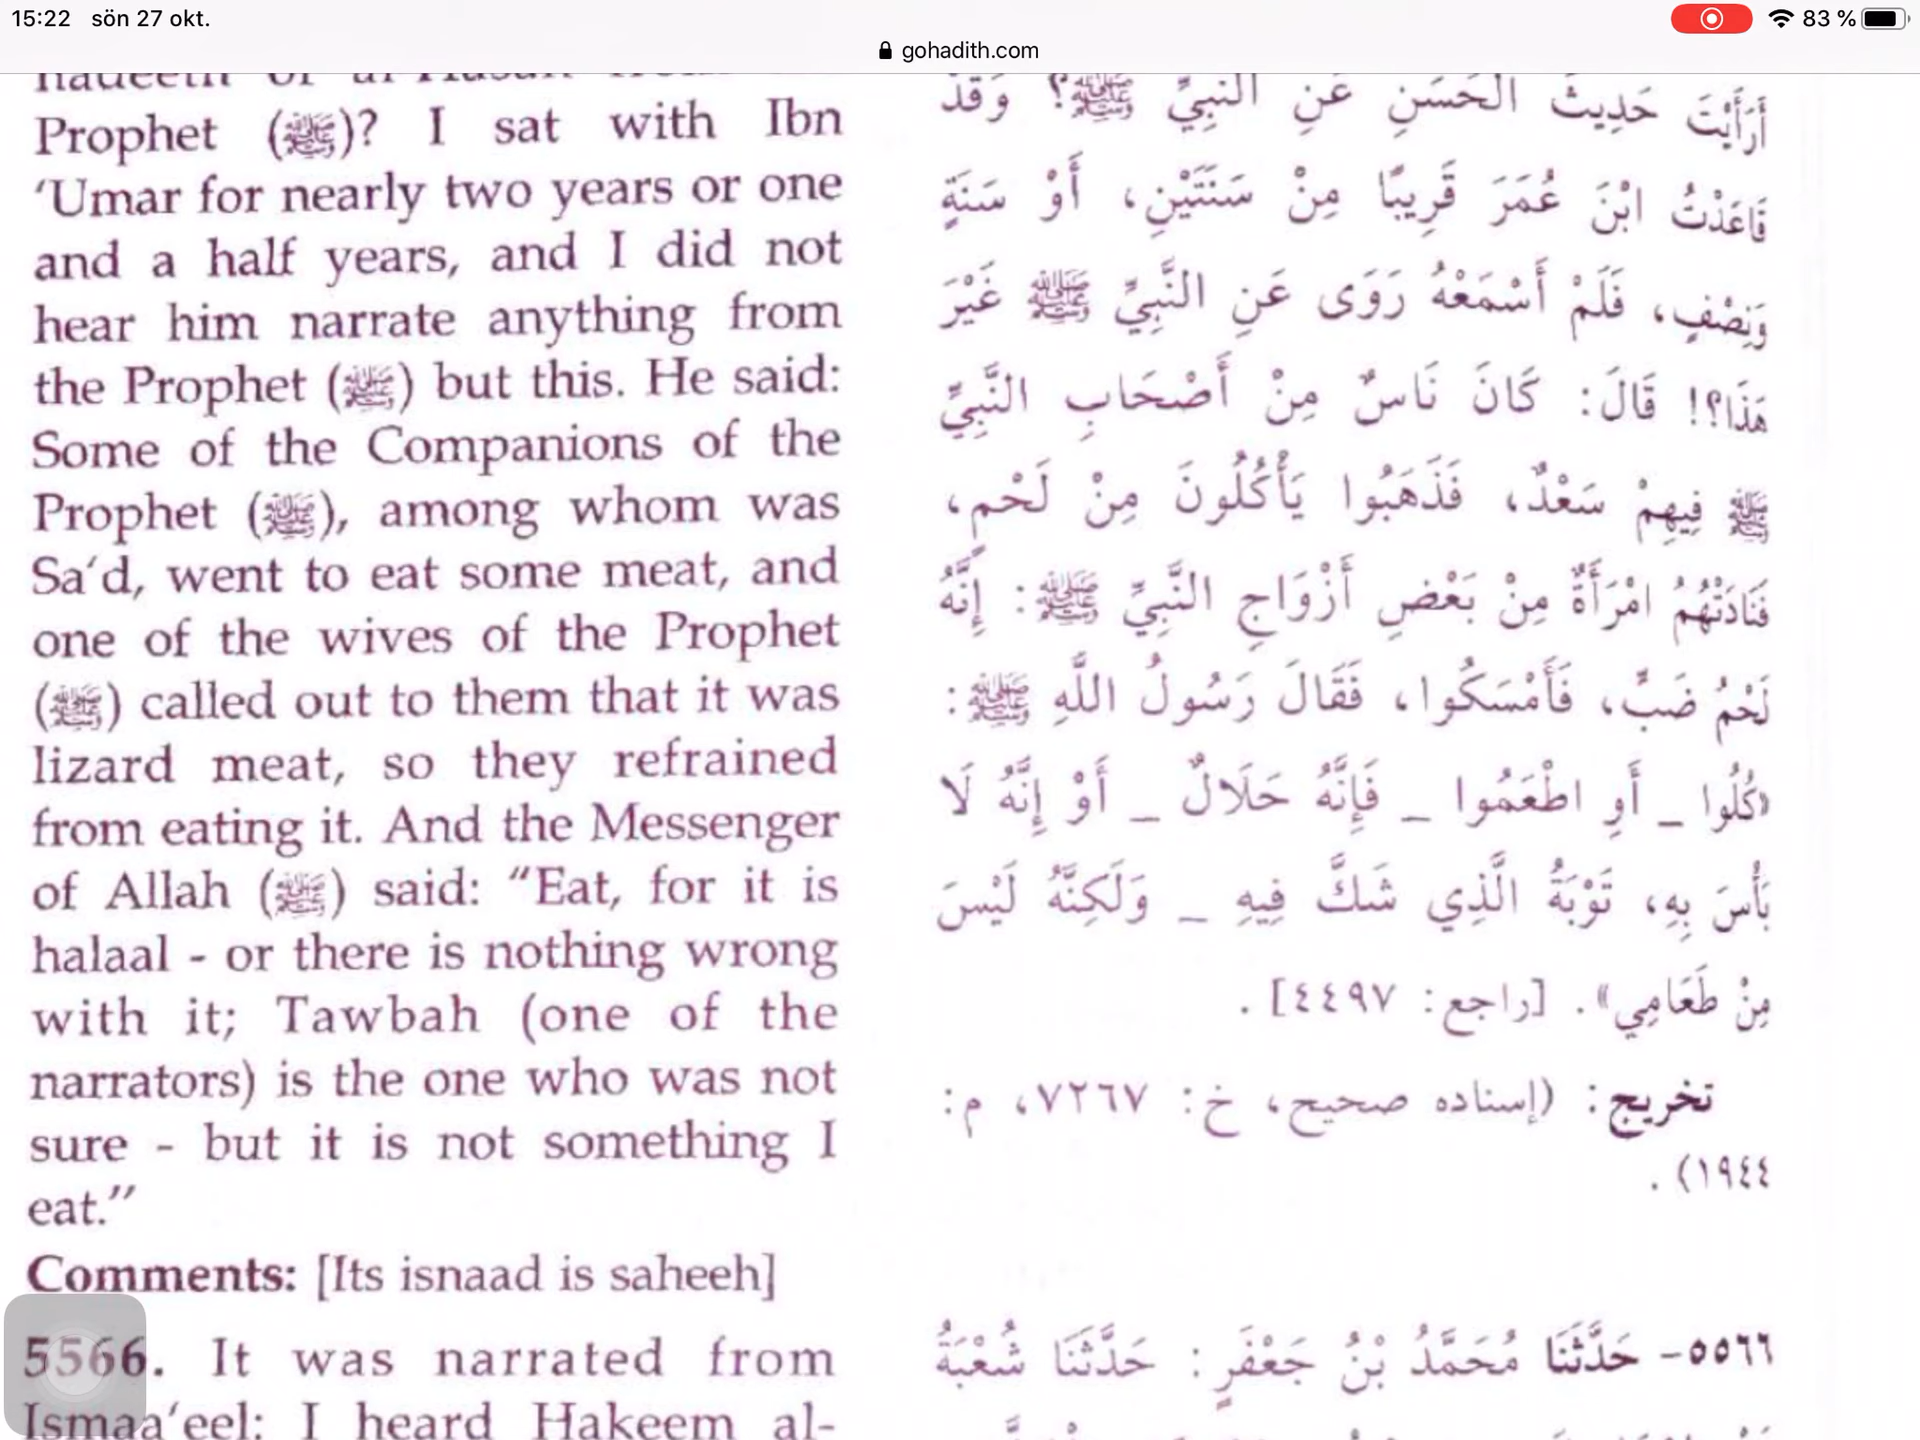 15:22 sön 27 okt.
83 %
gohadith.com
Prophet (ﷺ)? I sat with Ibn
‘Umar for nearly two years or one
and a half years, and I did not
hear him narrate anything from
the Prophet (ﷺ) but this. He said:
Some of the Companions of the
Prophet (ﷺ), among whom was
Sa‘d, went to eat some meat, and
one of the wives of the Prophet
(ﷺ) called out to them that it was
lizard meat, so they refrained
from eating it. And the Messenger
of Allah (ﷺ) said: “Eat, for it is
halaal - or there is nothing wrong
with it; Tawbah (one of the
narrators) is the one who was not
sure - but it is not something I
eat.”
Comments: [Its isnaad is saheeh]
5566. It was narrated from
Ismaa‘eel: I heard Hakeem al-
أَرَأَيْتَ حَدِيثَ الْحَسَنِ عَنِ النَّبِيِّ ﷺ؟ وَقَدْ
قَاعَدْتُ ابْنَ عُمَرَ قَرِيبًا مِنْ سَنَتَيْنِ، أَوْ سَنَةٍ
وَنِصْفٍ، فَلَمْ أَسْمَعْهُ رَوَى عَنِ النَّبِيِّ ﷺ غَيْرَ
هَذَا؟! قَالَ: كَانَ نَاسٌ مِنْ أَصْحَابِ النَّبِيِّ
ﷺ فِيهِمْ سَعْدٌ، فَذَهَبُوا يَأْكُلُونَ مِنْ لَحْمٍ،
فَنَادَتْهُمُ امْرَأَةٌ مِنْ بَعْضِ أَزْوَاجِ النَّبِيِّ ﷺ: إِنَّهُ
لَحْمُ ضَبٍّ، فَأَمْسَكُوا، فَقَالَ رَسُولُ اللَّهِ ﷺ:
«كُلُوا _ أَوِ اطْعَمُوا _ فَإِنَّهُ حَلَالٌ _ أَوْ إِنَّهُ لَا
بَأْسَ بِهِ، تَوْبَةُ الَّذِي شَكَّ فِيهِ _ وَلَكِنَّهُ لَيْسَ
مِنْ طَعَامِي». [راجع: ٤٤٩٧].
تخريج: (إسناده صحيح، خ: ٧٢٦٧، م:
١٩٤٤).
٥٥٦٦- حَدَّثَنَا مُحَمَّدُ بْنُ جَعْفَرٍ: حَدَّثَنَا شُعْبَةُ